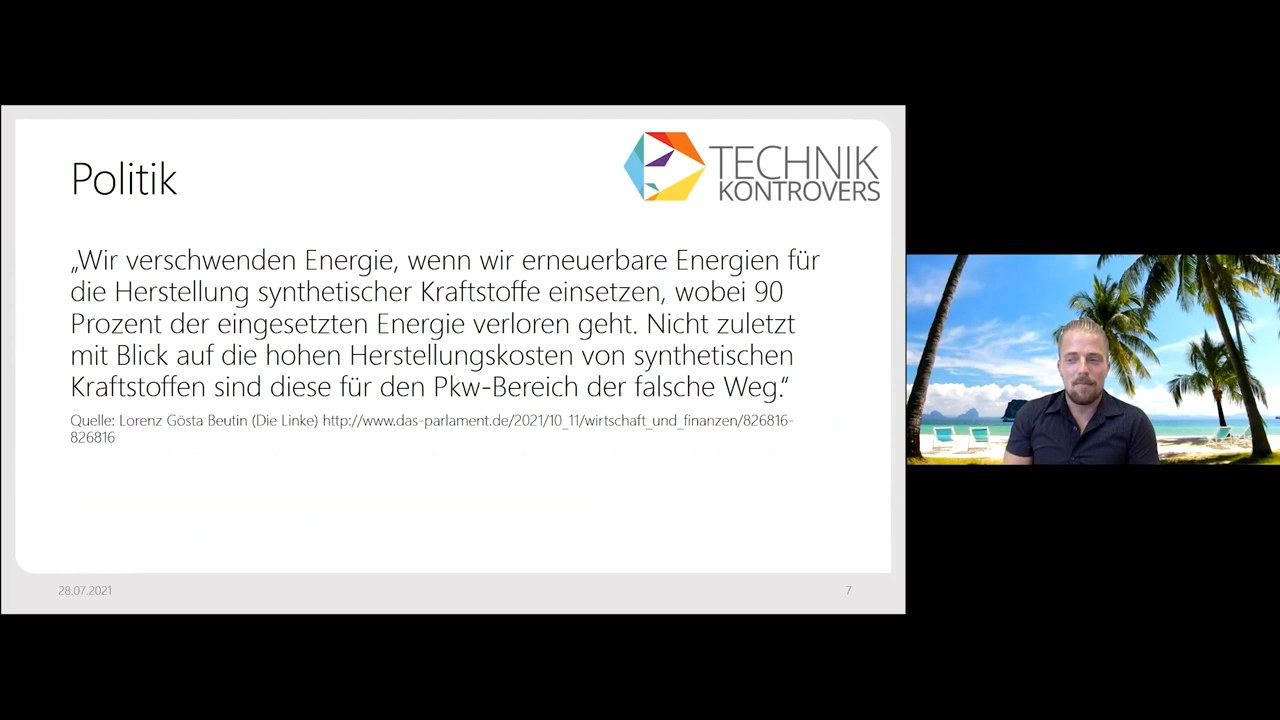 Politik
TECHNIK
KONTROVERS
„Wir verschwenden Energie, wenn wir erneuerbare Energien für
die Herstellung synthetischer Kraftstoffe einsetzen, wobei 90
Prozent der eingesetzten Energie verloren geht. Nicht zuletzt
mit Blick auf die hohen Herstellungskosten von synthetischen
Kraftstoffen sind diese für den Pkw-Bereich der falsche Weg.“
Quelle: Lorenz Gösta Beutin (Die Linke) http://www.das-parlament.de/2021/10_11/wirtschaft_und_finanzen/826816-
826816
28.07.2021
7